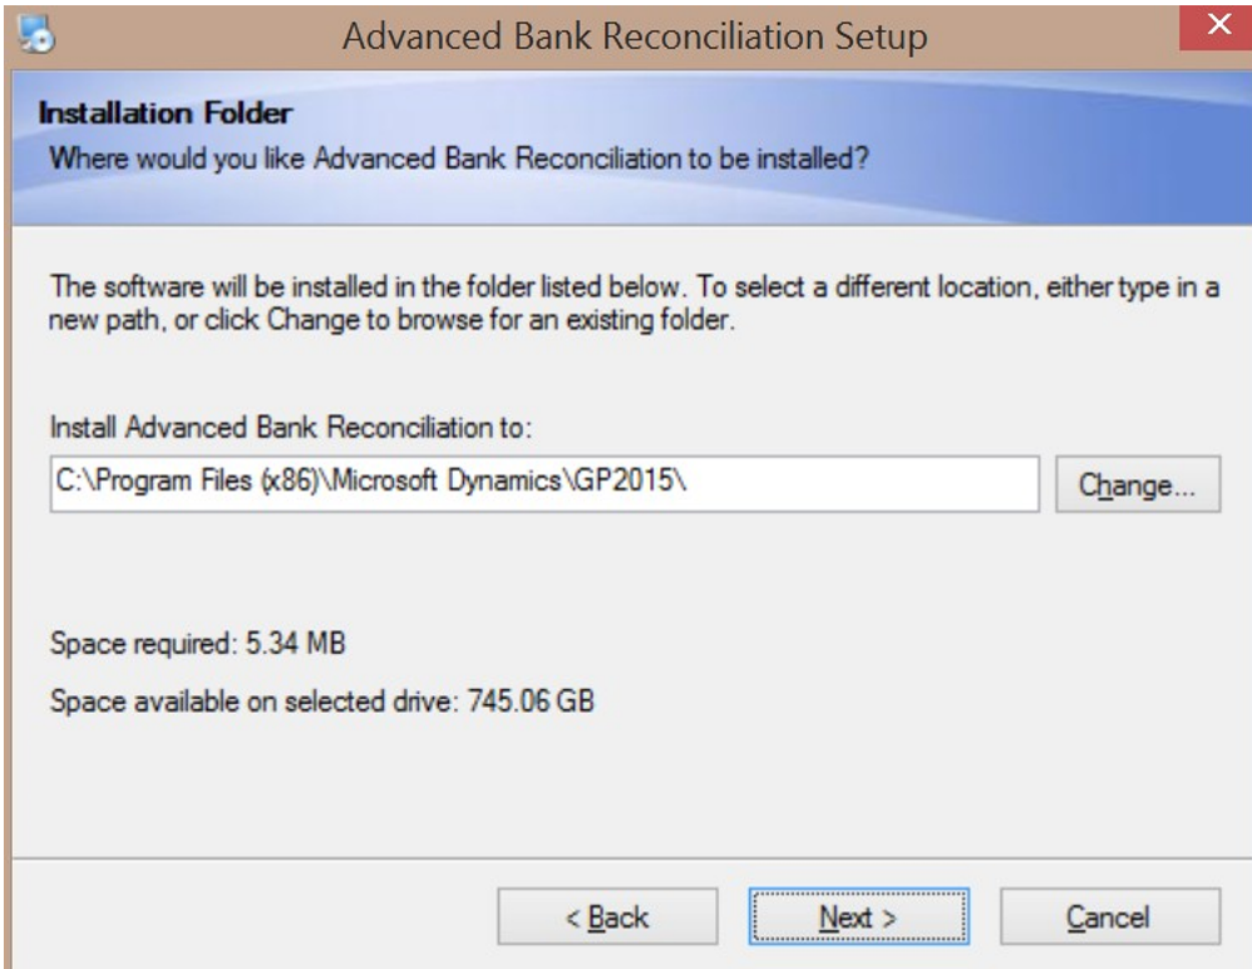 Advanced Bank Reconciliation Setup
Installation Folder
Where would you like Advanced Bank Reconciliation to be installed?
The software will be installed in the folder listed below. To select a different location, either type in a
new path, or click Change to browse for an existing folder.
Install Advanced Bank Reconciliation to:
C:\Program Files (x86)\Microsoft Dynamics\GP2015\
Change...
Space required: 5.34 MB
Space available on selected drive: 745.06 GB
< Back Next > Cancel